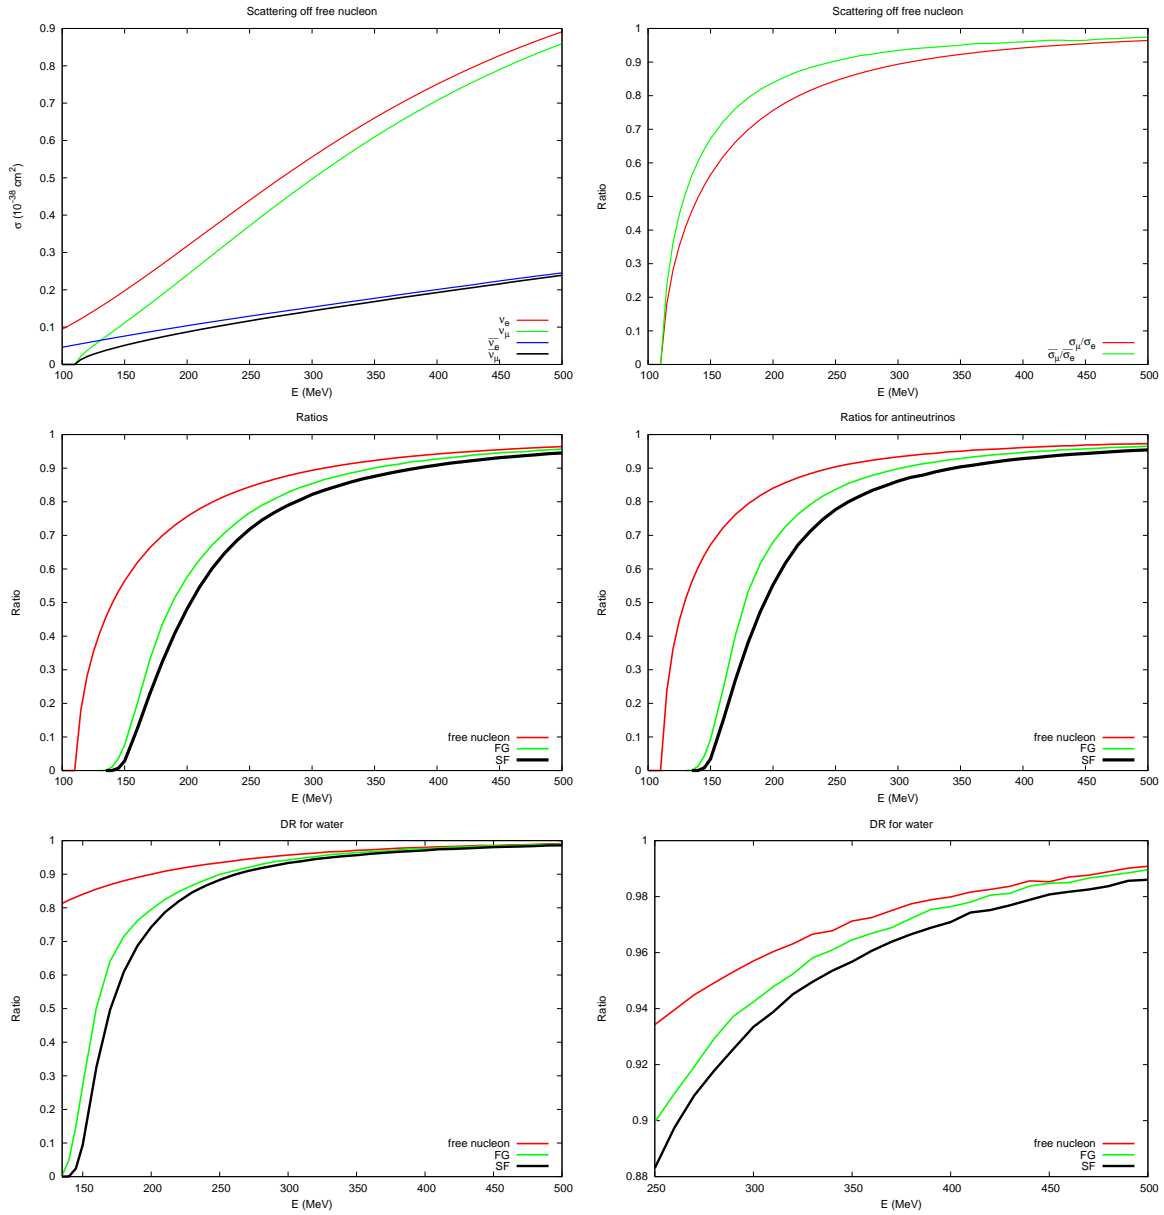 Scattering off free nucleon
0.9
0.8
0.7
0.6
0.5
0.4
0.3
0.2
0.1
0
σ (10^-38 cm^2)
100 150 200 250 300 350 400 450 500
E (MeV)
ν_e
ν_μ
ν̅_e
ν̅_μ
Scattering off free nucleon
1
0.9
0.8
0.7
0.6
0.5
0.4
0.3
0.2
0.1
0
Ratio
100 150 200 250 300 350 400 450 500
E (MeV)
σ_μ/σ_e
σ̅_μ/σ̅_e
Ratios
1
0.9
0.8
0.7
0.6
0.5
0.4
0.3
0.2
0.1
0
Ratio
100 150 200 250 300 350 400 450 500
E (MeV)
free nucleon
FG
SF
Ratios for antineutrinos
1
0.9
0.8
0.7
0.6
0.5
0.4
0.3
0.2
0.1
0
Ratio
100 150 200 250 300 350 400 450 500
E (MeV)
free nucleon
FG
SF
DR for water
1
0.9
0.8
0.7
0.6
0.5
0.4
0.3
0.2
0.1
0
Ratio
150 200 250 300 350 400 450 500
E (MeV)
free nucleon
FG
SF
DR for water
1
0.98
0.96
0.94
0.92
0.9
0.88
Ratio
250 300 350 400 450 500
E (MeV)
free nucleon
FG
SF